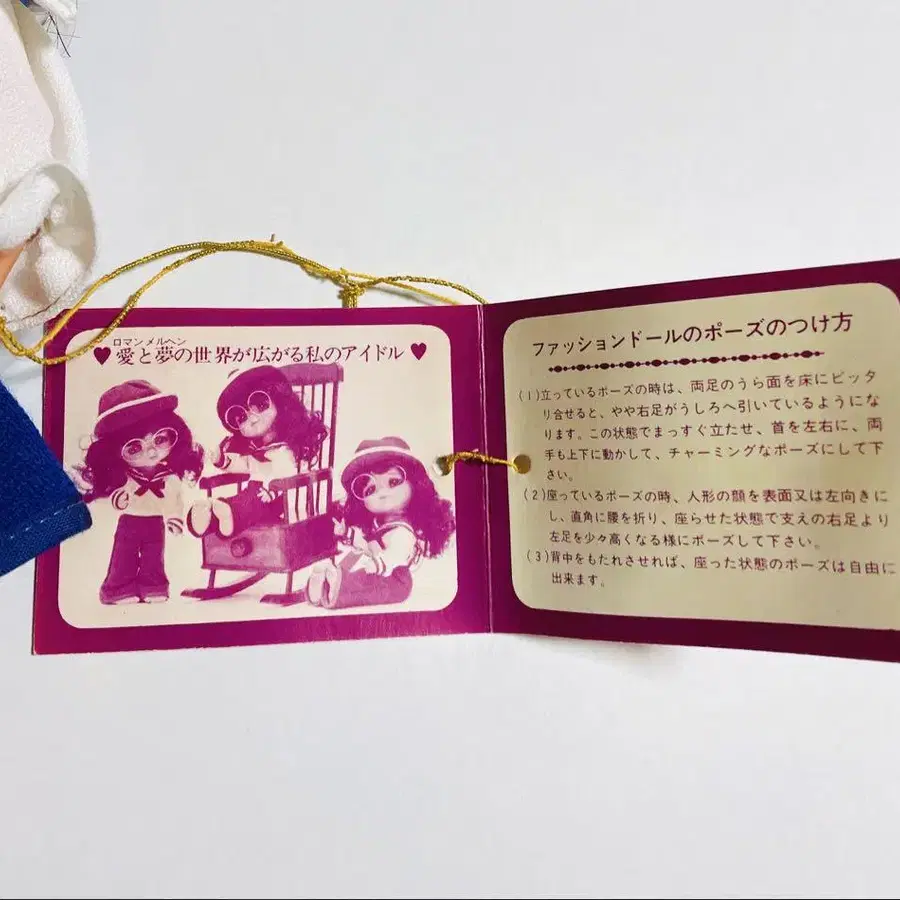 ロマン メルヘン
♥ 愛と夢の世界が広がる私のアイドル ♥
ファッションドールのポーズのつけ方
(1)立っているポーズの時は、両足のうら面を床にピッタ
リ合せると、やや右足がうしろへ引いているようにな
ります。この状態でまっすぐ立たせ、首を左右に、両
手も上下に動かして、チャーミングなポーズにして下
さい。
(2)座っているポーズの時、人形の顔を表面又は左向きに
し、直角に腰を折り、座らせた状態で支えの右足より
左足を少々高くなる様にポーズして下さい。
(3)背中をもたれさせれば、座った状態のポーズは自由に
出来ます。